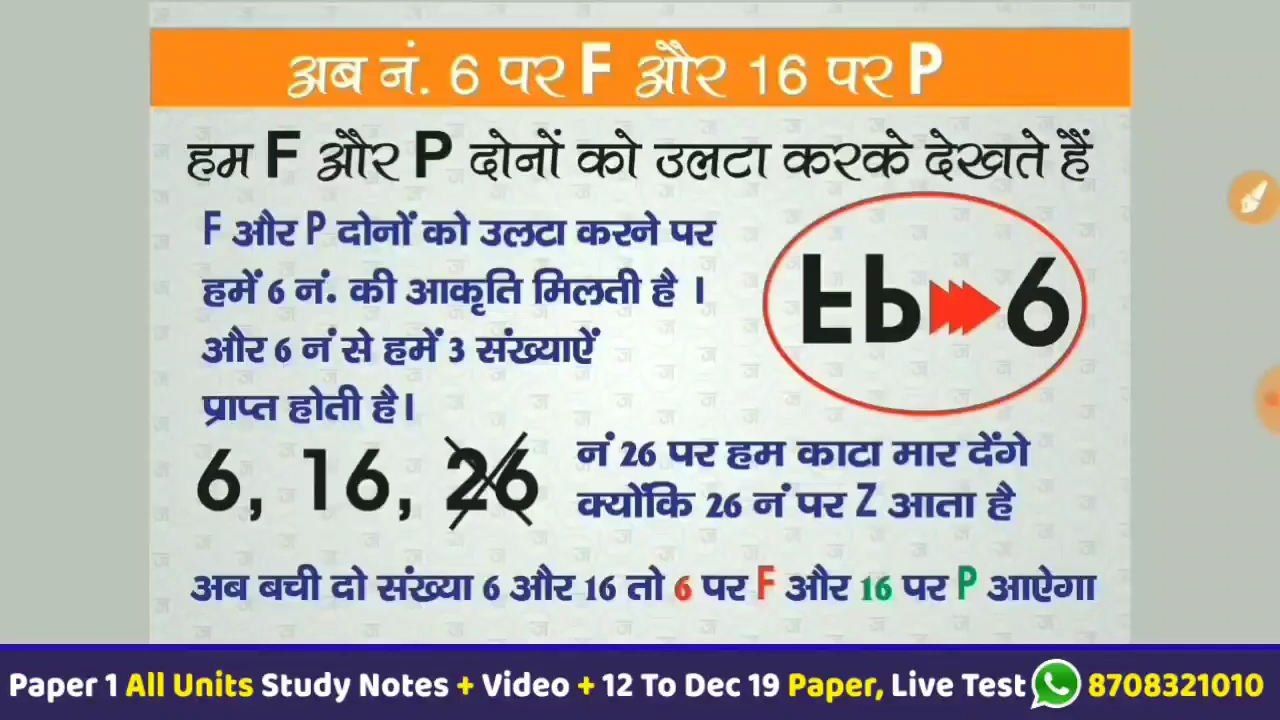 अब नं. 6 पर F और 16 पर P
हम F और P दोनों को उलटा करके देखते हैं
F और P दोनों को उलटा करने पर
हमें 6 नं. की आकृति मिलती है ।
और 6 नं से हमें 3 संख्याऐं
प्राप्त होती है।
6
6, 16, 26
नं 26 पर हम काटा मार देंगे
क्योंकि 26 नं पर Z आता है
अब बची दो संख्या 6 और 16 तो 6 पर F और 16 पर P आऐगा
Paper 1 All Units Study Notes + Video + 12 To Dec 19 Paper, Live Test 8708321010